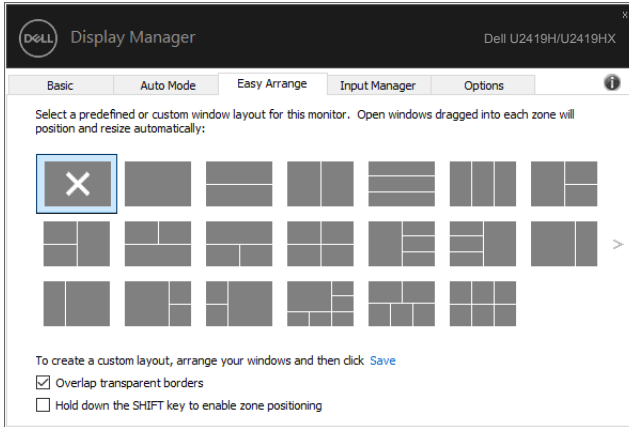 x
DELL Display Manager
Dell U2419H/U2419HX
Basic Auto Mode Easy Arrange Input Manager Options i
Select a predefined or custom window layout for this monitor. Open windows dragged into each zone will
position and resize automatically:
>
To create a custom layout, arrange your windows and then click Save
Overlap transparent borders
Hold down the SHIFT key to enable zone positioning